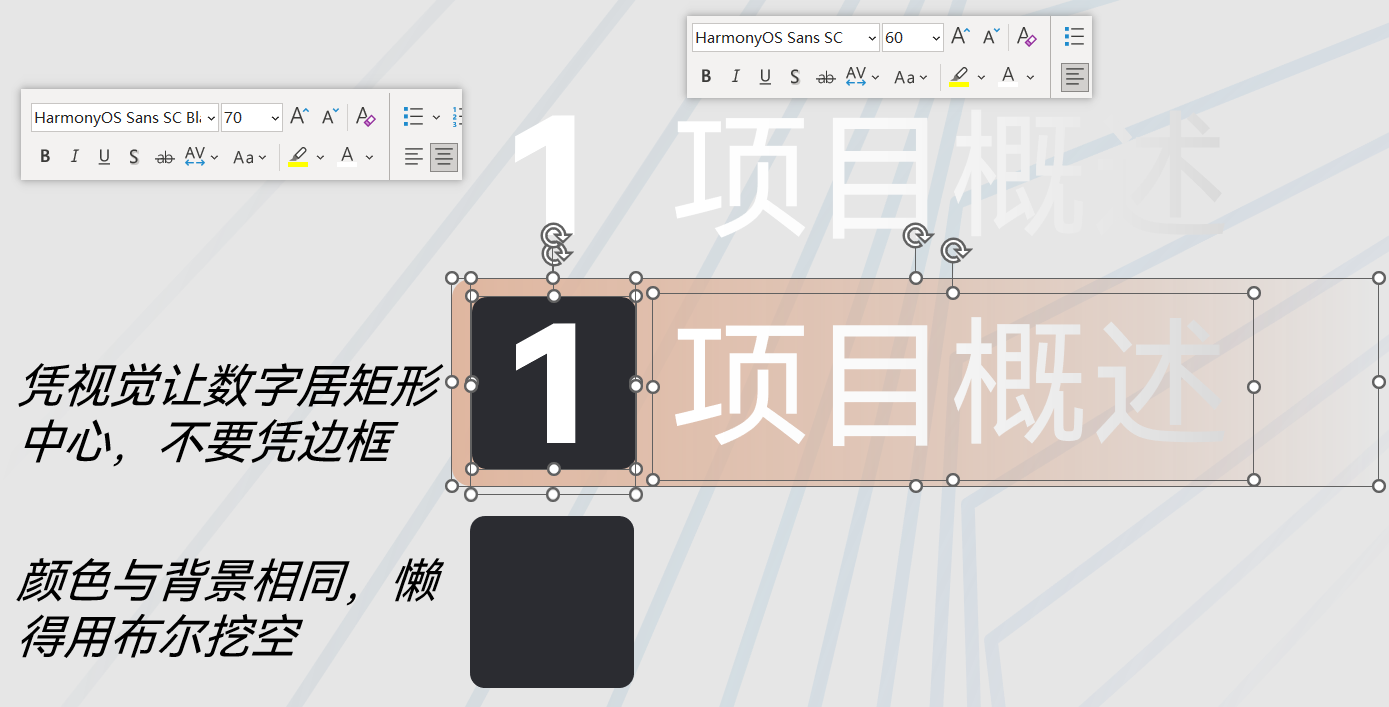 HarmonyOS Sans SC
60
A A A
B I U S ab AV Aa A
HarmonyOS Sans SC Bl
70
A A A
B I U S ab AV Aa A
1 项目概述
1 项目概述
凭视觉让数字居矩形
中心，不要凭边框
颜色与背景相同，懒
得用布尔挖空